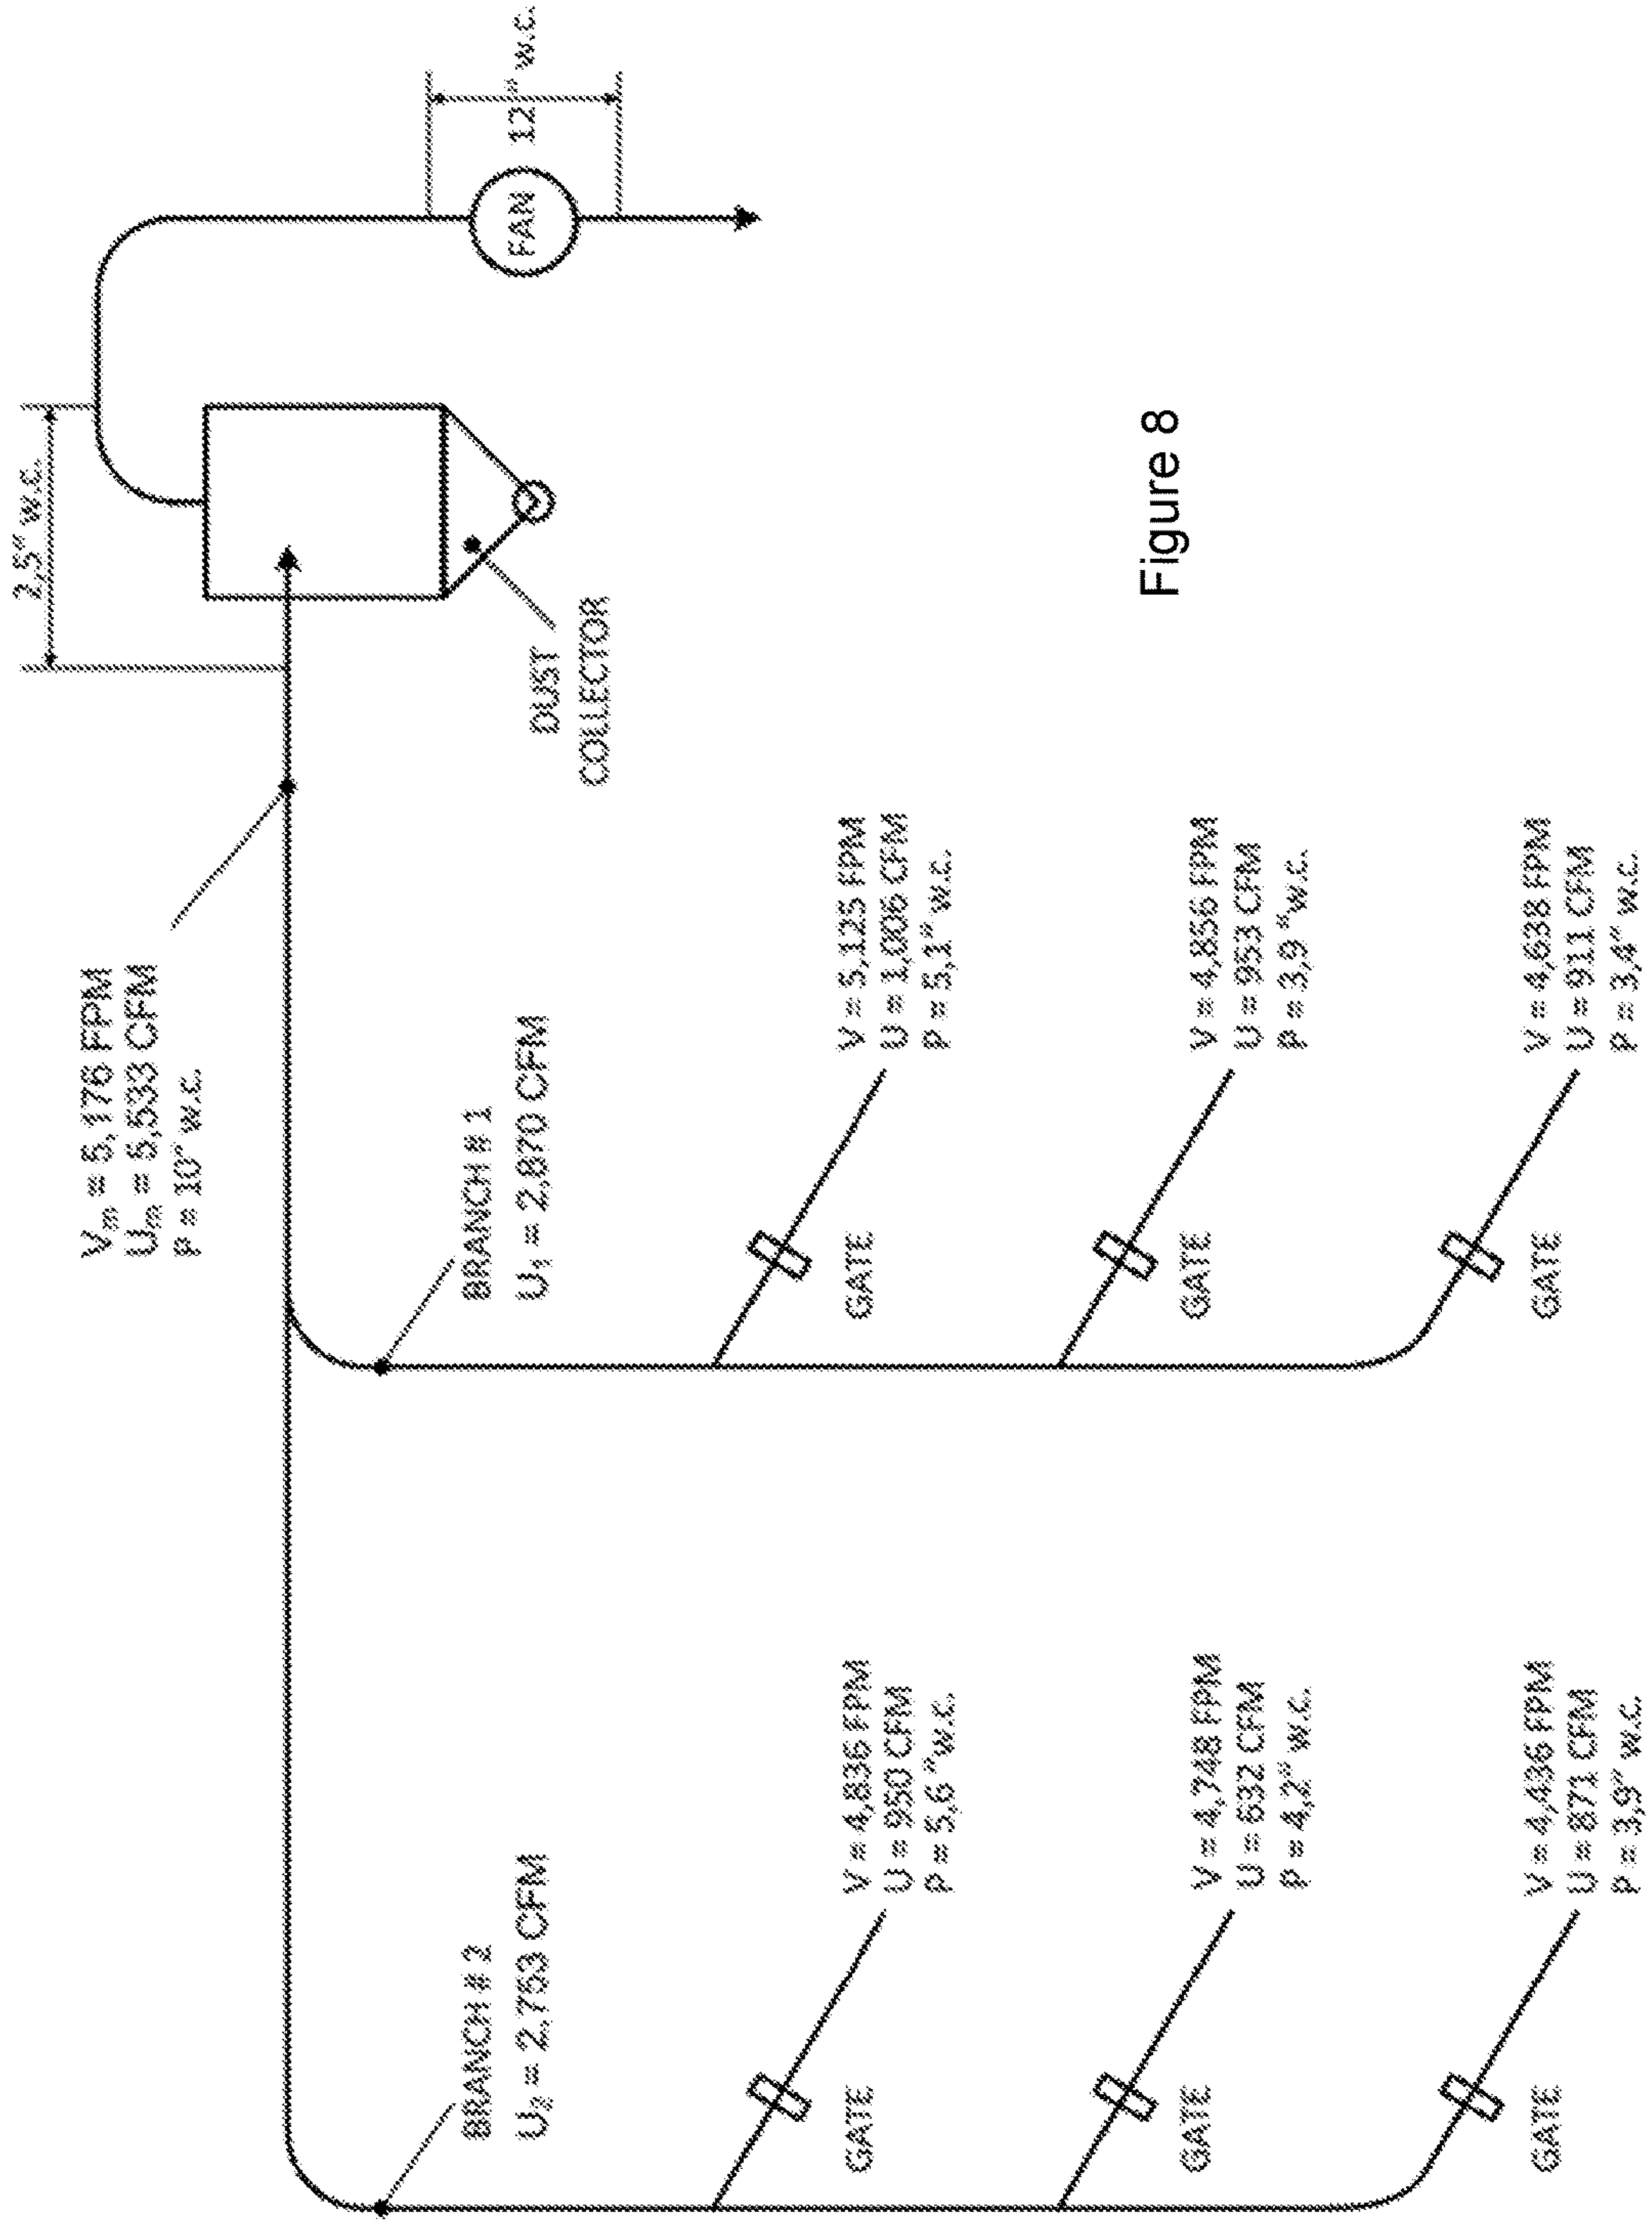 2,5" w.c.
12" w.c.
FAN
Vm = 5,176 FPM
Um = 5,533 CFM
P = 10" w.c.
DUST
COLLECTOR
BRANCH # 2
U2 = 2,753 CFM
BRANCH # 1
U1 = 2,870 CFM
GATE
V = 4,836 FPM
U = 950 CFM
P = 5,6 "w.c.
GATE
V = 5,125 FPM
U = 1,006 CFM
P = 5,1" w.c.
GATE
V = 4,748 FPM
U = 632 CFM
P = 4,2" w.c.
GATE
V = 4,856 FPM
U = 953 CFM
P = 3,9 "w.c.
GATE
V = 4,436 FPM
U = 871 CFM
P = 3,9" w.c.
GATE
V = 4,638 FPM
U = 911 CFM
P = 3,4" w.c.
Figure 8